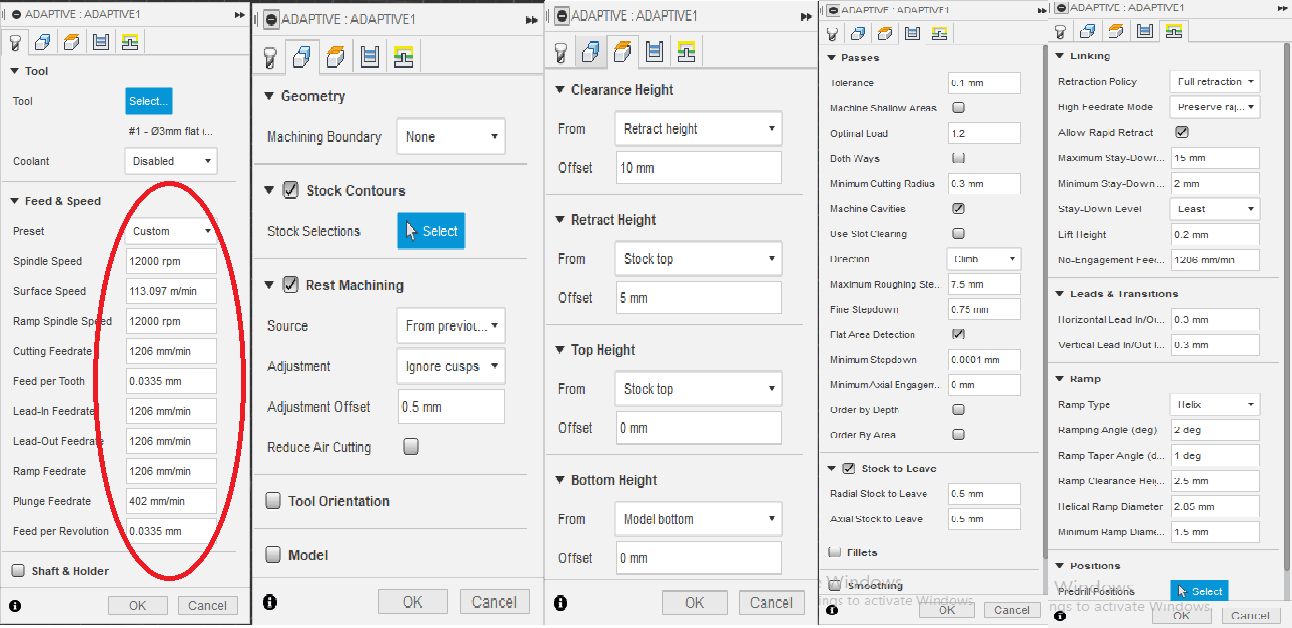 ADAPTIVE : ADAPTIVE1
Tool
Tool
Select...
#1 - Ø3mm flat (...
Coolant
Disabled
Feed & Speed
Preset
Custom
Spindle Speed
12000 rpm
Surface Speed
113.097 m/min
Ramp Spindle Speed
12000 rpm
Cutting Feedrate
1206 mm/min
Feed per Tooth
0.0335 mm
Lead-In Feedrate
1206 mm/min
Lead-Out Feedrate
1206 mm/min
Ramp Feedrate
1206 mm/min
Plunge Feedrate
402 mm/min
Feed per Revolution
0.0335 mm
Shaft & Holder
OK
Cancel
ADAPTIVE : ADAPTIVE1
Geometry
Machining Boundary
None
Stock Contours
Stock Selections
Select
Rest Machining
Source
From previou...
Adjustment
Ignore cusps
Adjustment Offset
0.5 mm
Reduce Air Cutting
Tool Orientation
Model
OK
Cancel
ADAPTIVE : ADAPTIVE1
Clearance Height
From
Retract height
Offset
10 mm
Retract Height
From
Stock top
Offset
5 mm
Top Height
From
Stock top
Offset
0 mm
Bottom Height
From
Model bottom
Offset
0 mm
OK
Cancel
ADAPTIVE : ADAPTIVE1
Passes
Tolerance
0.1 mm
Machine Shallow Areas
Optimal Load
1.2
Both Ways
Minimum Cutting Radius
0.3 mm
Machine Cavities
Use Slot Clearing
Direction
Climb
Maximum Roughing Ste...
7.5 mm
Fine Stepdown
0.75 mm
Flat Area Detection
Minimum Stepdown
0.0001 mm
Minimum Axial Engagem...
0 mm
Order by Depth
Order By Area
Stock to Leave
Radial Stock to Leave
0.5 mm
Axial Stock to Leave
0.5 mm
Fillets
Smoothing
Windows
ngs to activate Windows.
OK
Cancel
ADAPTIVE : ADAPTIVE1
Linking
Retraction Policy
Full retraction
High Feedrate Mode
Preserve rap...
Allow Rapid Retract
Maximum Stay-Down...
15 mm
Minimum Stay-Down...
2 mm
Stay-Down Level
Least
Lift Height
0.2 mm
No-Engagement Fee...
1206 mm/min
Leads & Transitions
Horizontal Lead In/Ou...
0.3 mm
Vertical Lead In/Out ...
0.3 mm
Ramp
Ramp Type
Helix
Ramping Angle (deg)
2 deg
Ramp Taper Angle (d...
1 deg
Ramp Clearance Hei...
2.5 mm
Helical Ramp Diameter
2.85 mm
Minimum Ramp Diame...
1.5 mm
Positions
Windows
Predrill Positions
Select
ngs to activate Windows.
OK
Cancel